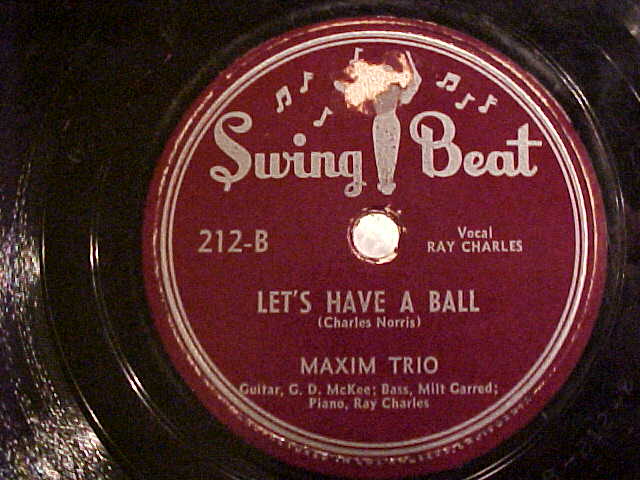 Swing Beat
212-B
Vocal
RAY CHARLES
LET'S HAVE A BALL
(Charles Norris)
MAXIM TRIO
Guitar, G. D. McKee; Bass, Milt Garred;
Piano, Ray Charles